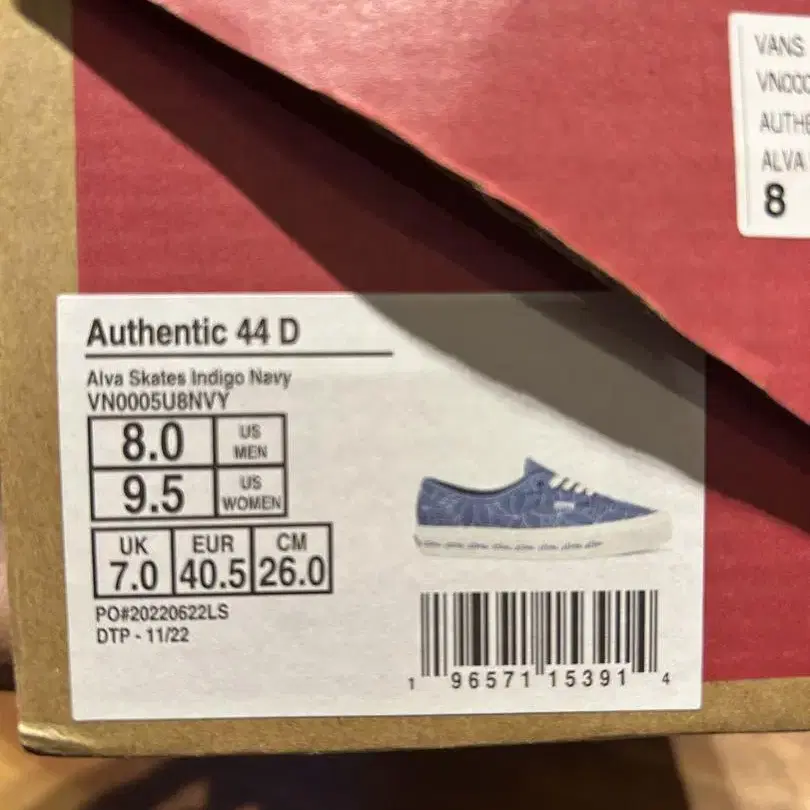 VANS
VN000
AUTHE
ALVA
8
Authentic 44 D
Alva Skates Indigo Navy
VN0005U8NVY
8.0 US MEN
9.5 US WOMEN
UK EUR CM
7.0 40.5 26.0
PO#20220622LS
DTP - 11/22
1 96571 15391 4